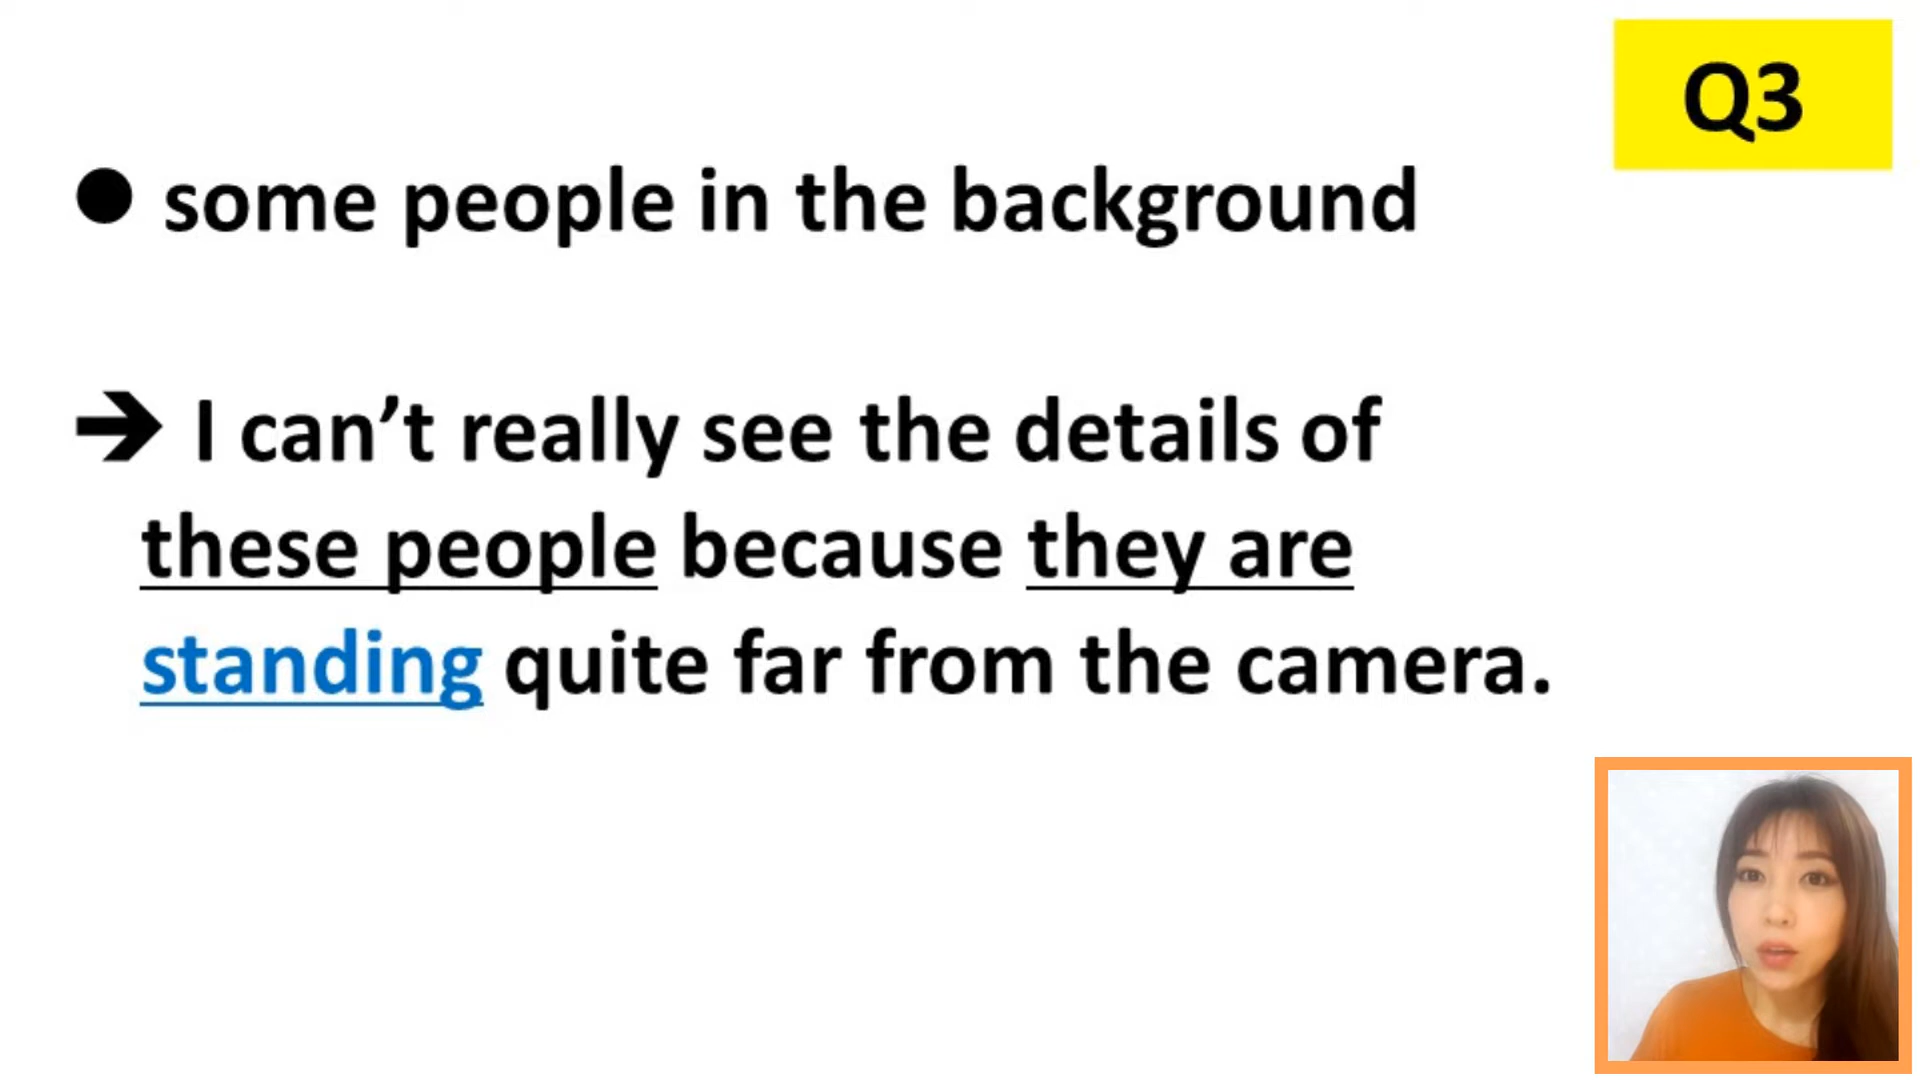 Q3
● some people in the background
➔ I can’t really see the details of
these people because they are
standing quite far from the camera.